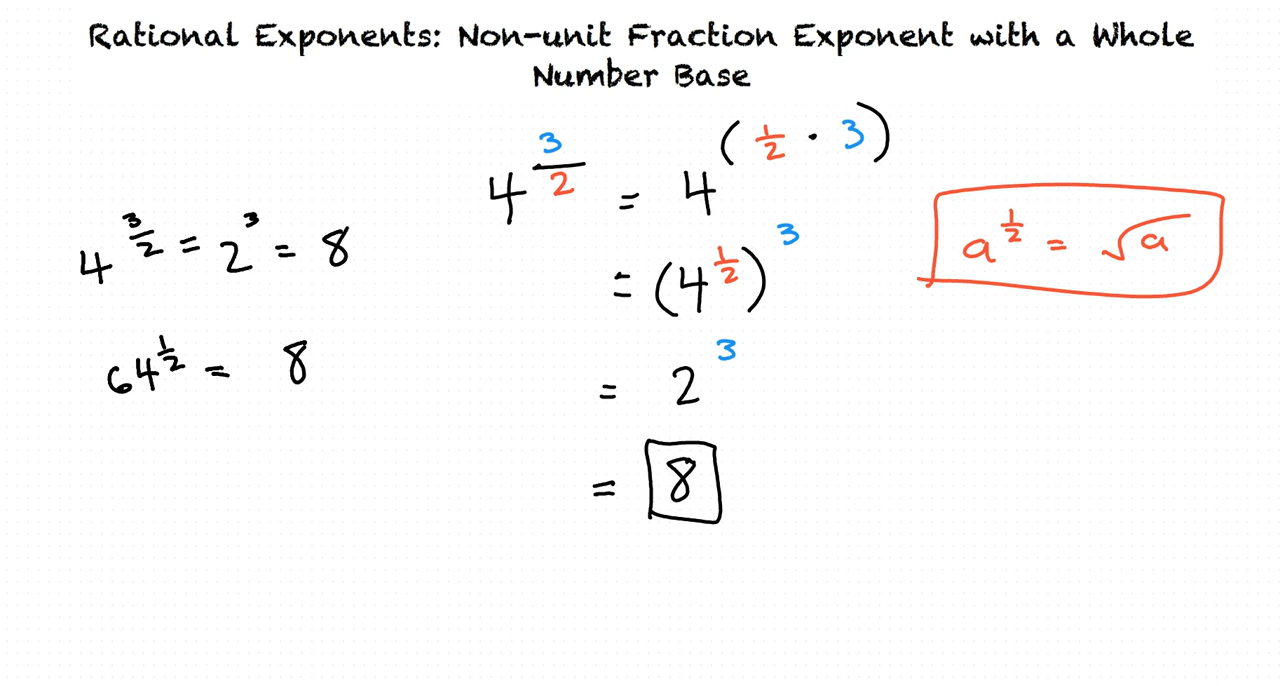 Rational Exponents: Non-unit Fraction Exponent with a Whole
Number Base
4^(3/2) = 2^3 = 8
64^(1/2) = 8
4^(3/2) = 4^(1/2 · 3)
= (4^(1/2))^3
= 2^3
= 8
a^(1/2) = √a